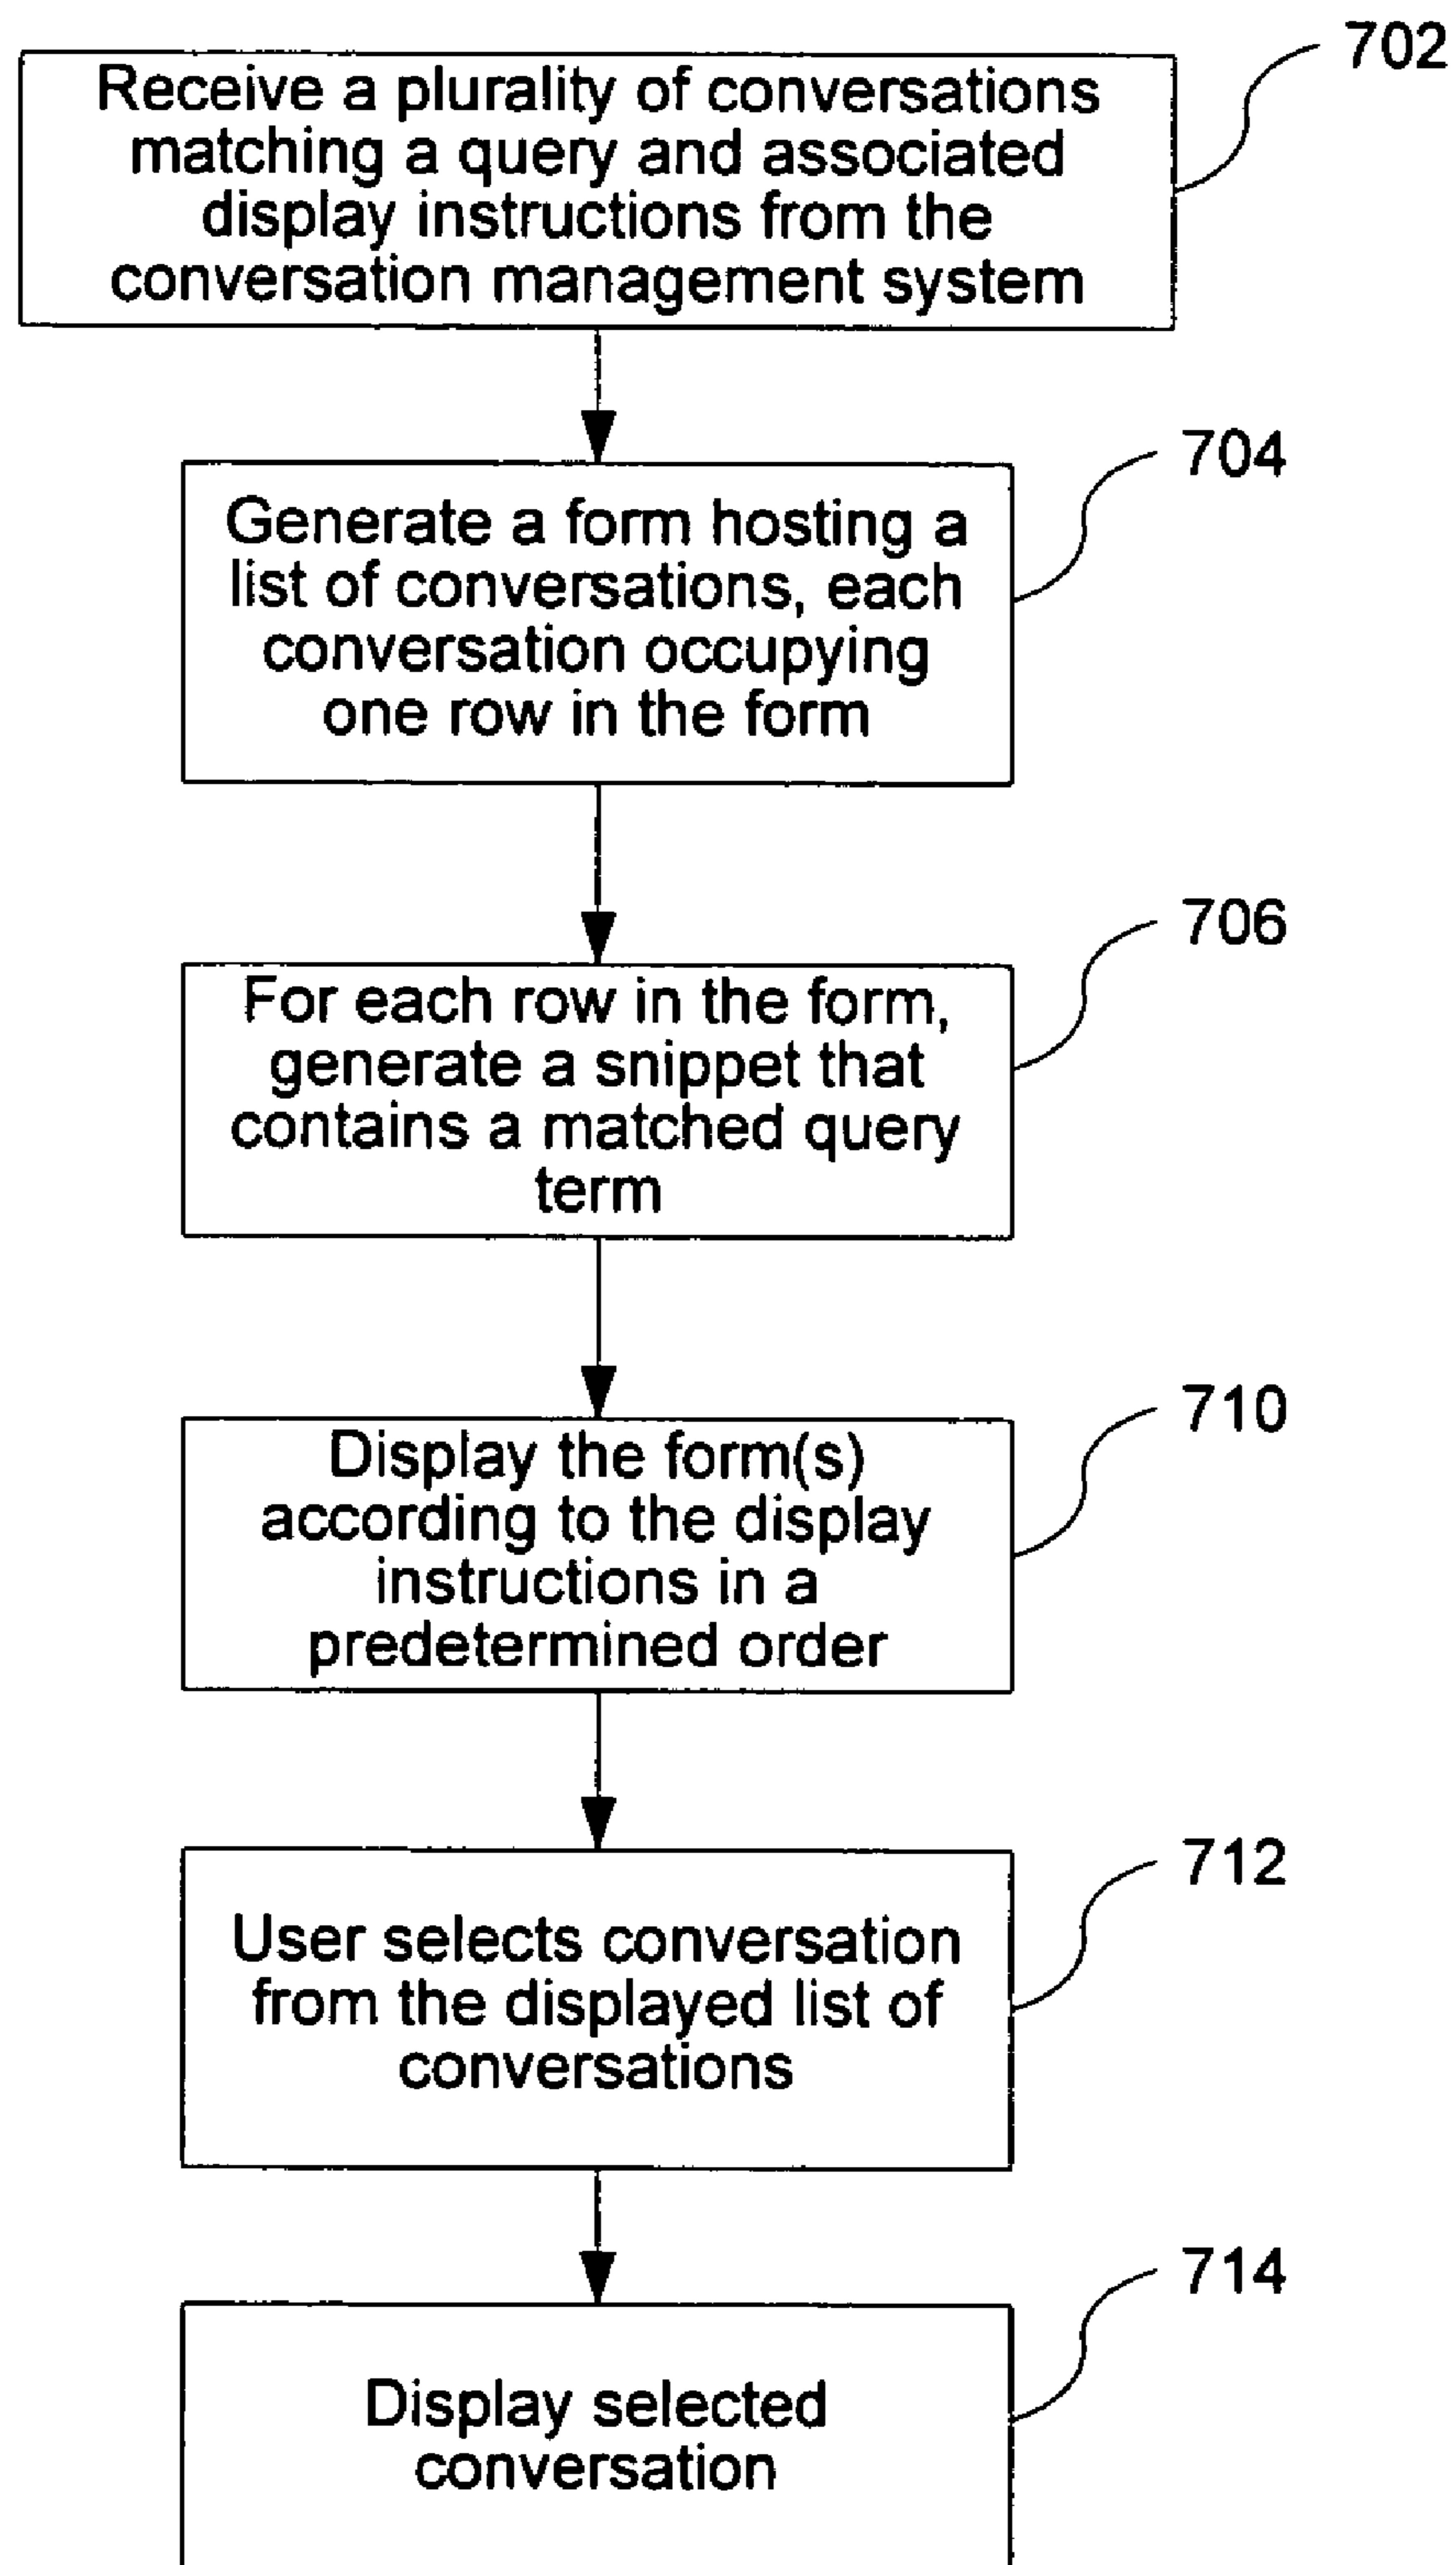 702
Receive a plurality of conversations
matching a query and associated
display instructions from the
conversation management system
704
Generate a form hosting a
list of conversations, each
conversation occupying
one row in the form
706
For each row in the form,
generate a snippet that
contains a matched query
term
710
Display the form(s)
according to the display
instructions in a
predetermined order
712
User selects conversation
from the displayed list of
conversations
714
Display selected
conversation